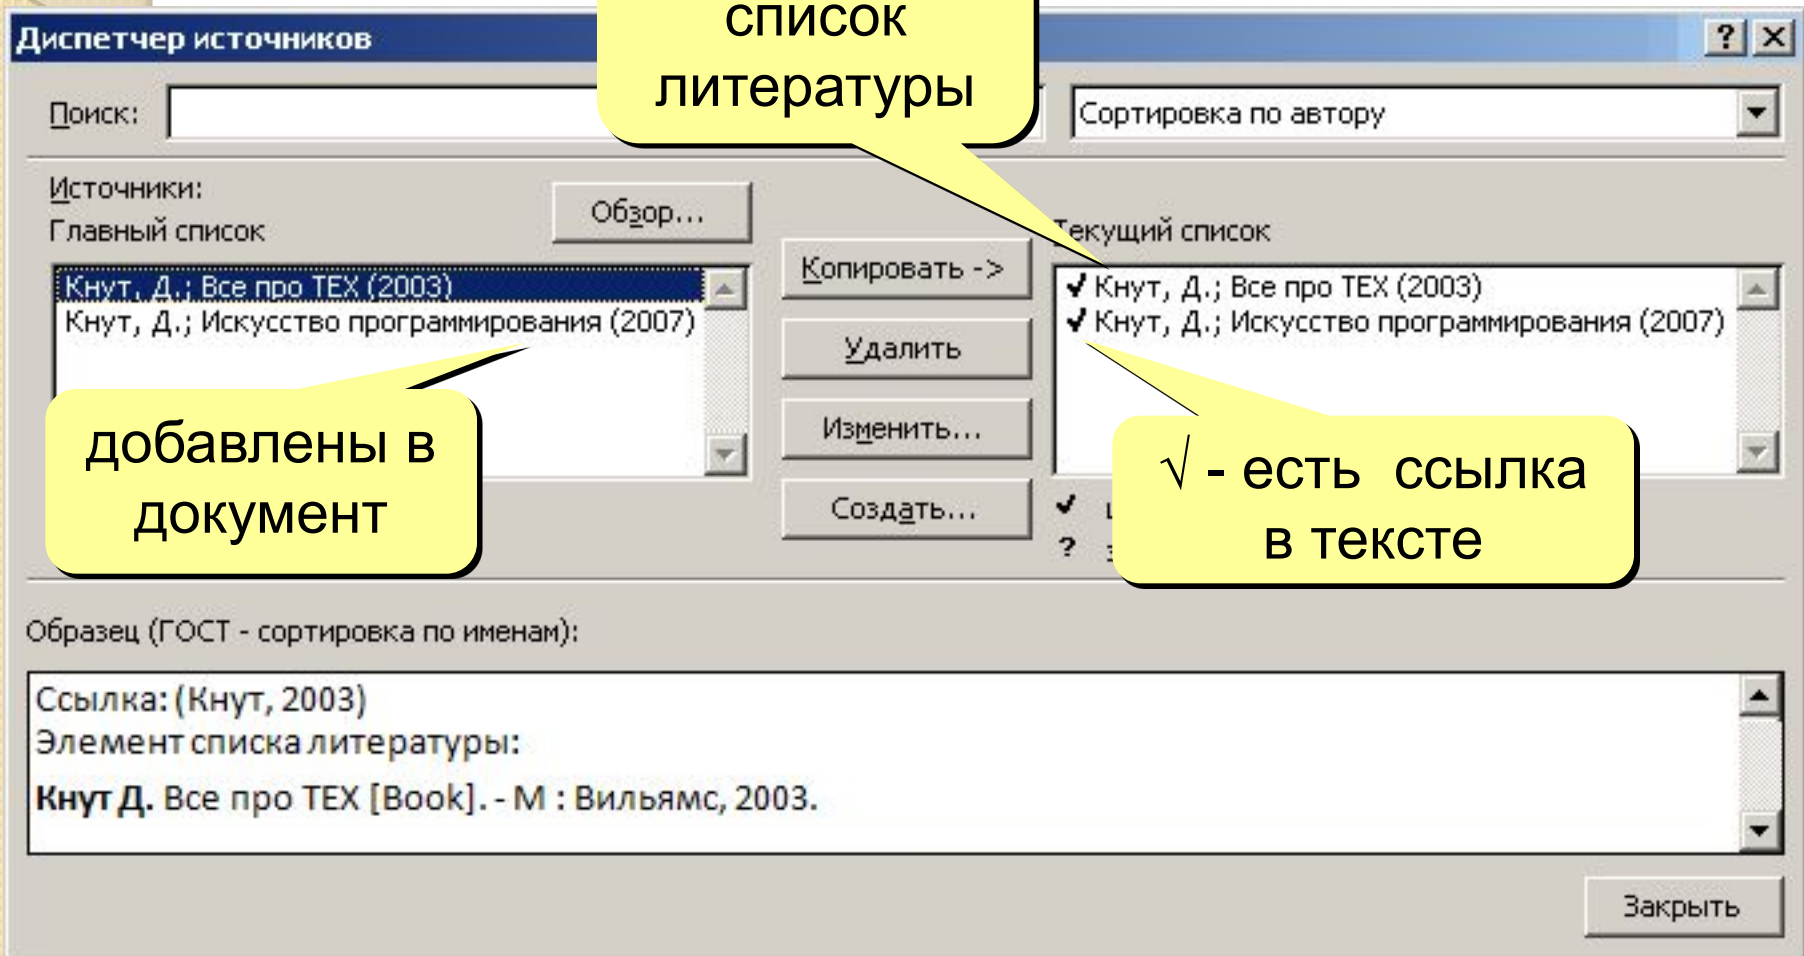 список
литературы
Диспетчер источников
Поиск:
Сортировка по автору
Источники:
Главный список
Обзор...
Текущий список
Кнут, Д.; Все про TEX (2003)
Кнут, Д.; Искусство программирования (2007)
Копировать ->
Удалить
Изменить...
Создать...
✓ Кнут, Д.; Все про TEX (2003)
✓ Кнут, Д.; Искусство программирования (2007)
добавлены в
документ
√ - есть ссылка
в тексте
✓
?
Образец (ГОСТ - сортировка по именам):
Ссылка: (Кнут, 2003)
Элемент списка литературы:
Кнут Д. Все про TEX [Book]. - М : Вильямс, 2003.
Закрыть